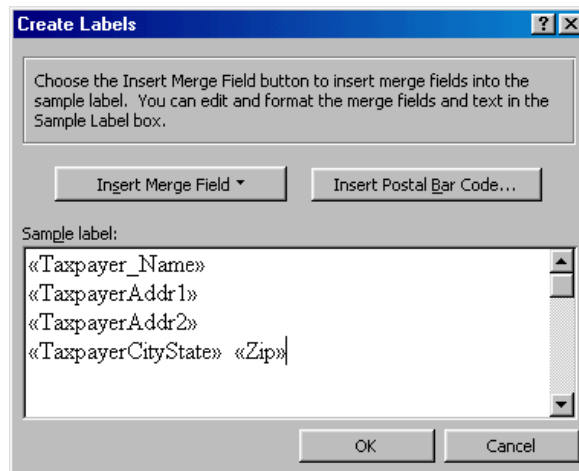 Create Labels
Choose the Insert Merge Field button to insert merge fields into the
sample label. You can edit and format the merge fields and text in the
Sample Label box.
Insert Merge Field
Insert Postal Bar Code...
Sample label:
«Taxpayer_Name»
«TaxpayerAddr1»
«TaxpayerAddr2»
«TaxpayerCityState» «Zip»
OK
Cancel